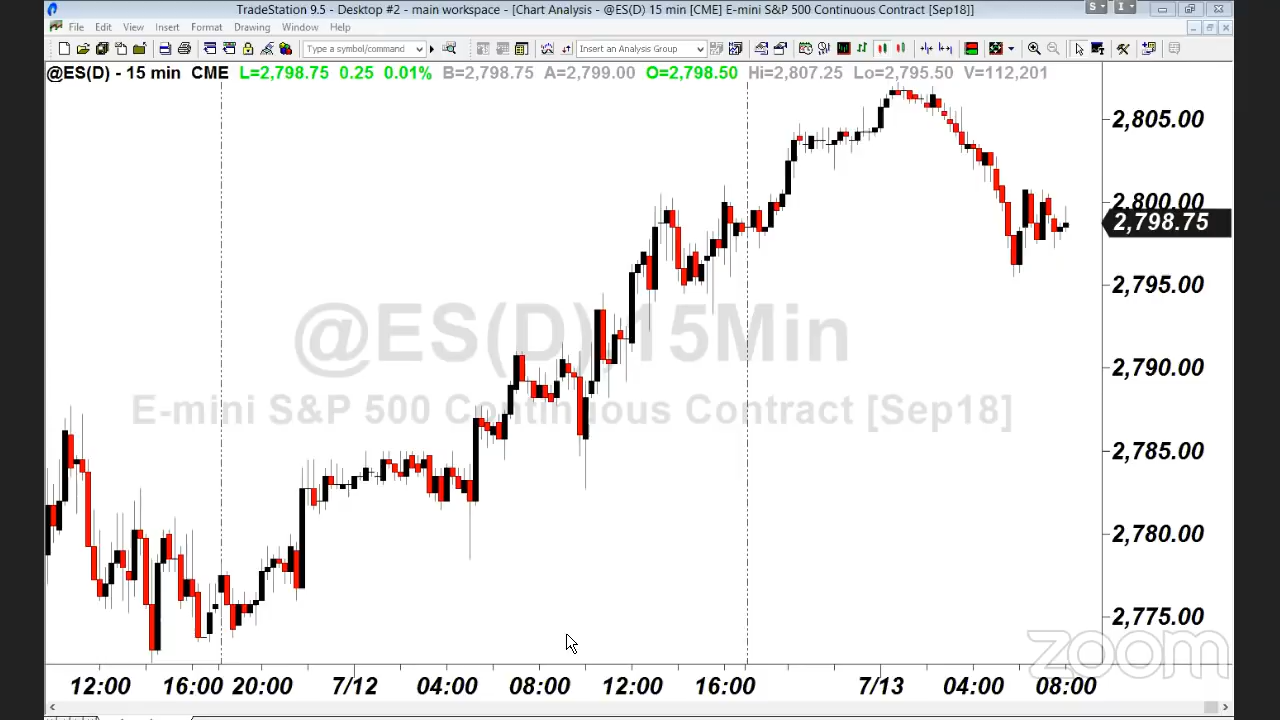 TradeStation 9.5 - Desktop #2 - main workspace - [Chart Analysis - @ES(D) 15 min [CME] E-mini S&P 500 Continuous Contract [Sep18]]
S I
File Edit View Insert Format Drawing Window Help
Type a symbol/command Insert an Analysis Group
@ES(D) - 15 min CME L=2,798.75 0.25 0.01% B=2,798.75 A=2,799.00 O=2,798.50 Hi=2,807.25 Lo=2,795.50 V=112,201
2,805.00
2,800.00
2,798.75
2,795.00
@ES(D),15Min
2,790.00
E-mini S&P 500 Continuous Contract [Sep18]
2,785.00
2,780.00
2,775.00
zoom
12:00 16:00 20:00 7/12 04:00 08:00 12:00 16:00 7/13 04:00 08:00